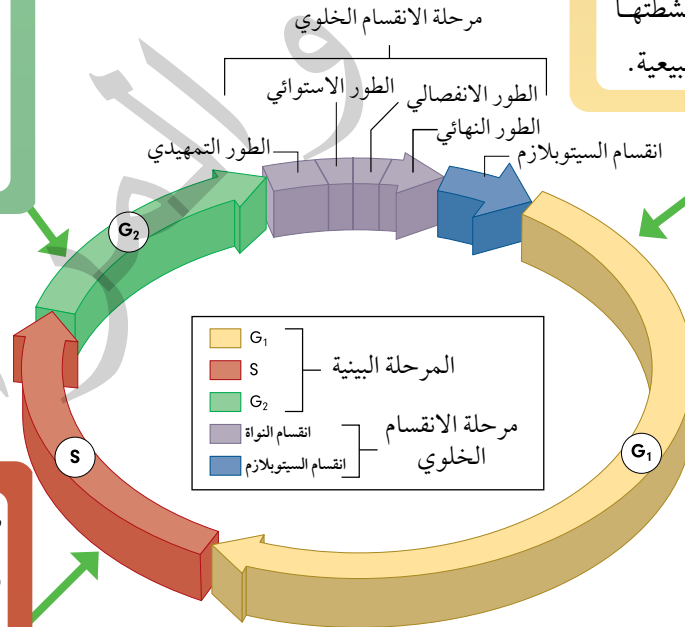 شطتها
بيعية.
مرحلة الانقسام الخلوي
الطور الاستوائي
الطور الانفصالي
الطور النهائي
الطور التمهيدي
انقسام السيتوبلازم
G₂
G₁
S
G₁
S
G₂
المرحلة البينية
انقسام النواة
انقسام السيتوبلازم
مرحلة الانقسام
الخلوي